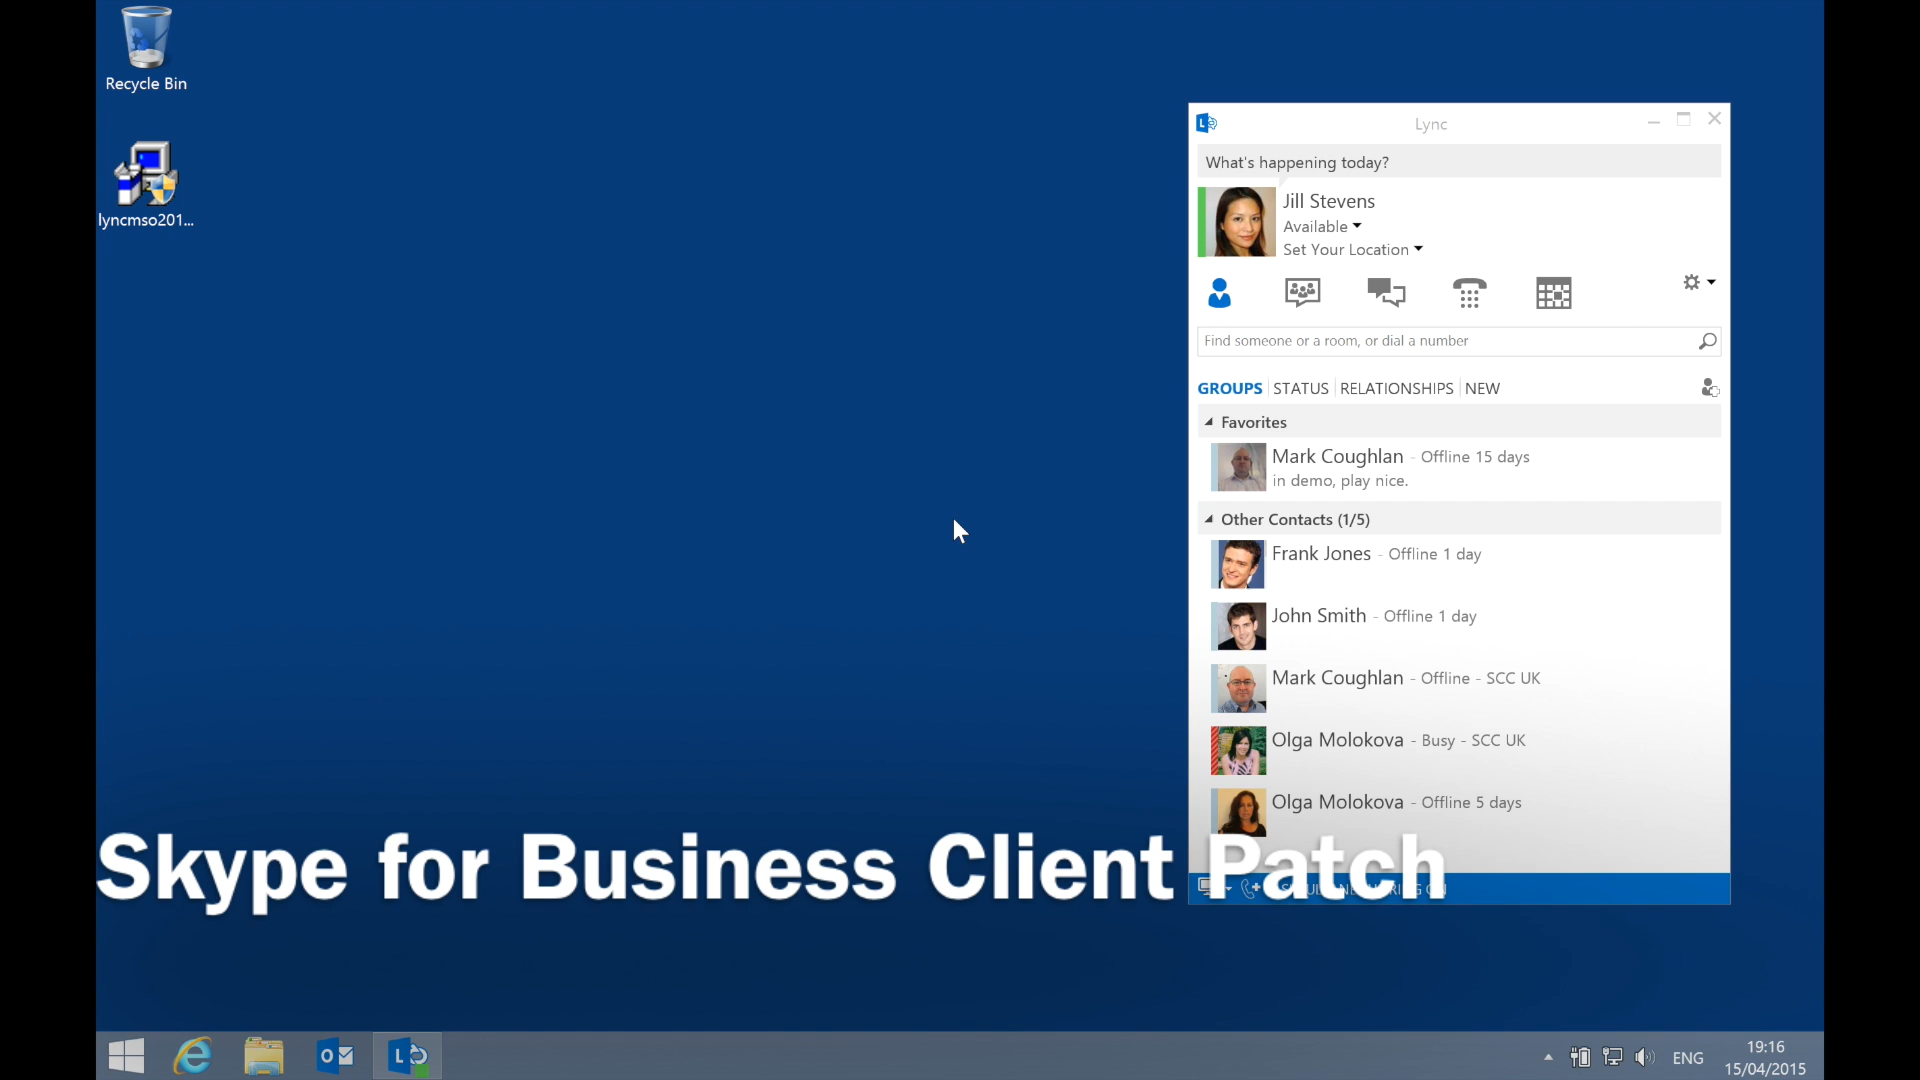 Recycle Bin
lyncmso201...
Lync
What's happening today?
Jill Stevens
Available
Set Your Location
Find someone or a room, or dial a number
GROUPS STATUS RELATIONSHIPS NEW
Favorites
Mark Coughlan - Offline 15 days
in demo, play nice.
Other Contacts (1/5)
Frank Jones - Offline 1 day
John Smith - Offline 1 day
Mark Coughlan - Offline - SCC UK
Olga Molokova - Busy - SCC UK
Olga Molokova - Offline 5 days
Skype for Business Client Patch
ENG
19:16
15/04/2015